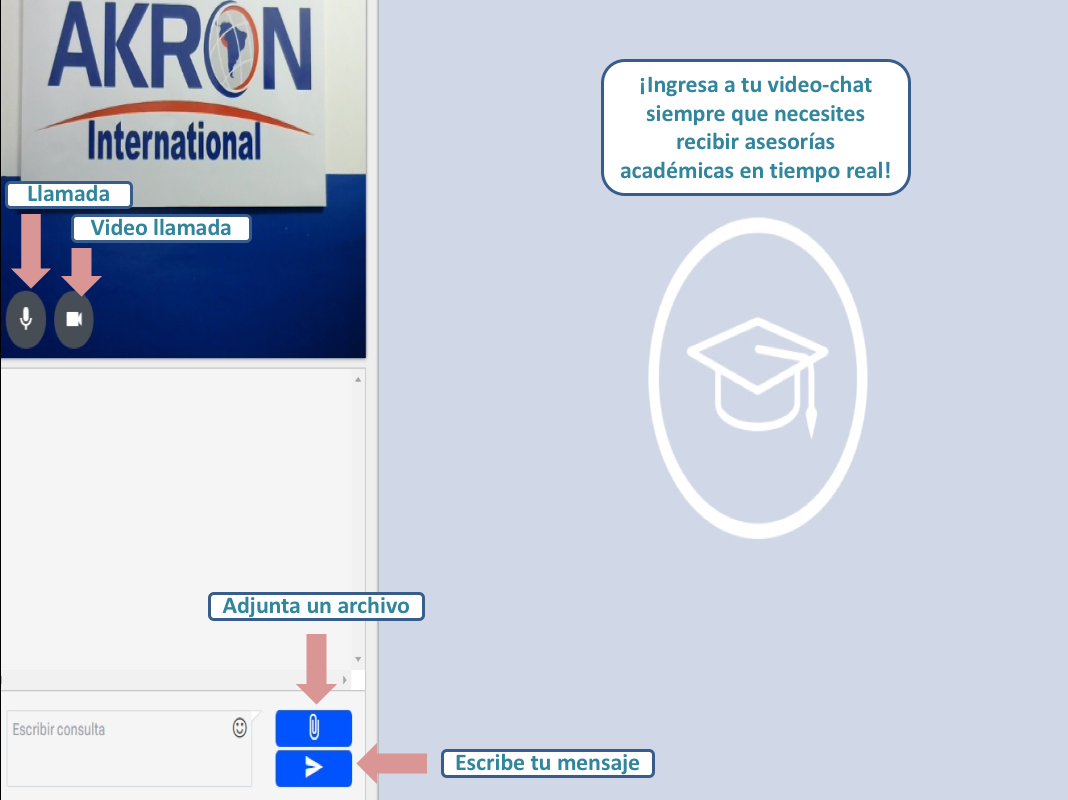 AKRON
International
Llamada
Video llamada
¡Ingresa a tu video-chat
siempre que necesites
recibir asesorías
académicas en tiempo real!
Adjunta un archivo
Escribir consulta
Escribe tu mensaje